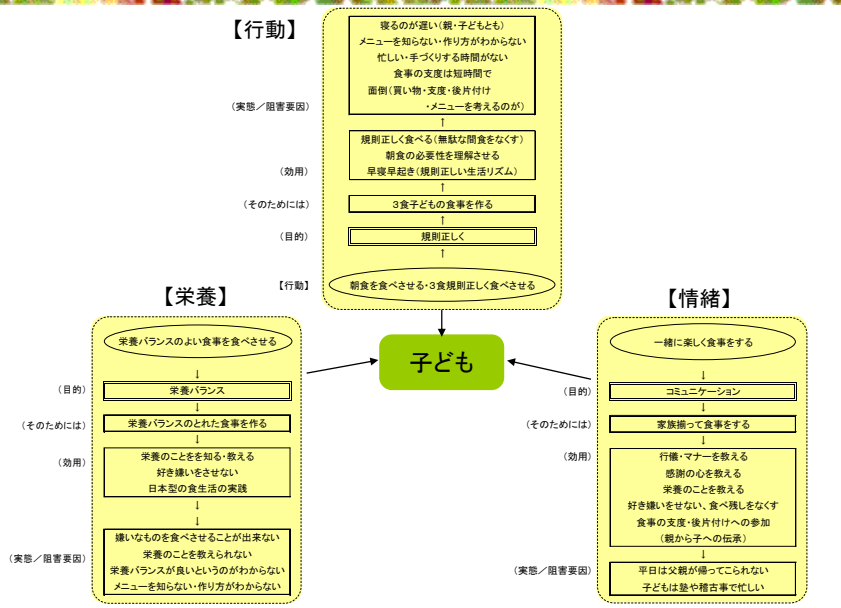 【行動】
寝るのが遅い(親・子どもとも)
メニューを知らない・作り方がわからない
忙しい・手づくりする時間がない
食事の支度は短時間で
面倒(買い物・支度・後片付け
・メニューを考えるのが)
(実態/阻害要因)
↑
規則正しく食べる(無駄な間食をなくす)
朝食の必要性を理解させる
早寝早起き(規則正しい生活リズム)
(効用)
↑
(そのためには)
3食子どもの食事を作る
↑
(目的)
規則正しく
↑
【行動】
朝食を食べさせる・3食規則正しく食べさせる
子ども
【栄養】
栄養バランスのよい食事を食べさせる
↓
(目的)
栄養バランス
↓
(そのためには)
栄養バランスのとれた食事を作る
↓
(効用)
栄養のことをを知る・教える
好き嫌いをさせない
日本型の食生活の実践
↓
↓
嫌いなものを食べさせることが出来ない
(実態/阻害要因)
栄養のことを教えられない
栄養バランスが良いというのがわからない
メニューを知らない・作り方がわからない
【情緒】
一緒に楽しく食事をする
↓
(目的)
コミュニケーション
↓
(そのためには)
家族揃って食事をする
↓
(効用)
行儀・マナーを教える
感謝の心を教える
栄養のことを教える
好き嫌いをせない、食べ残しをなくす
食事の支度・後片付けへの参加
(親から子への伝承)
↓
(実態/阻害要因)
平日は父親が帰ってこられない
子どもは塾や稽古事で忙しい